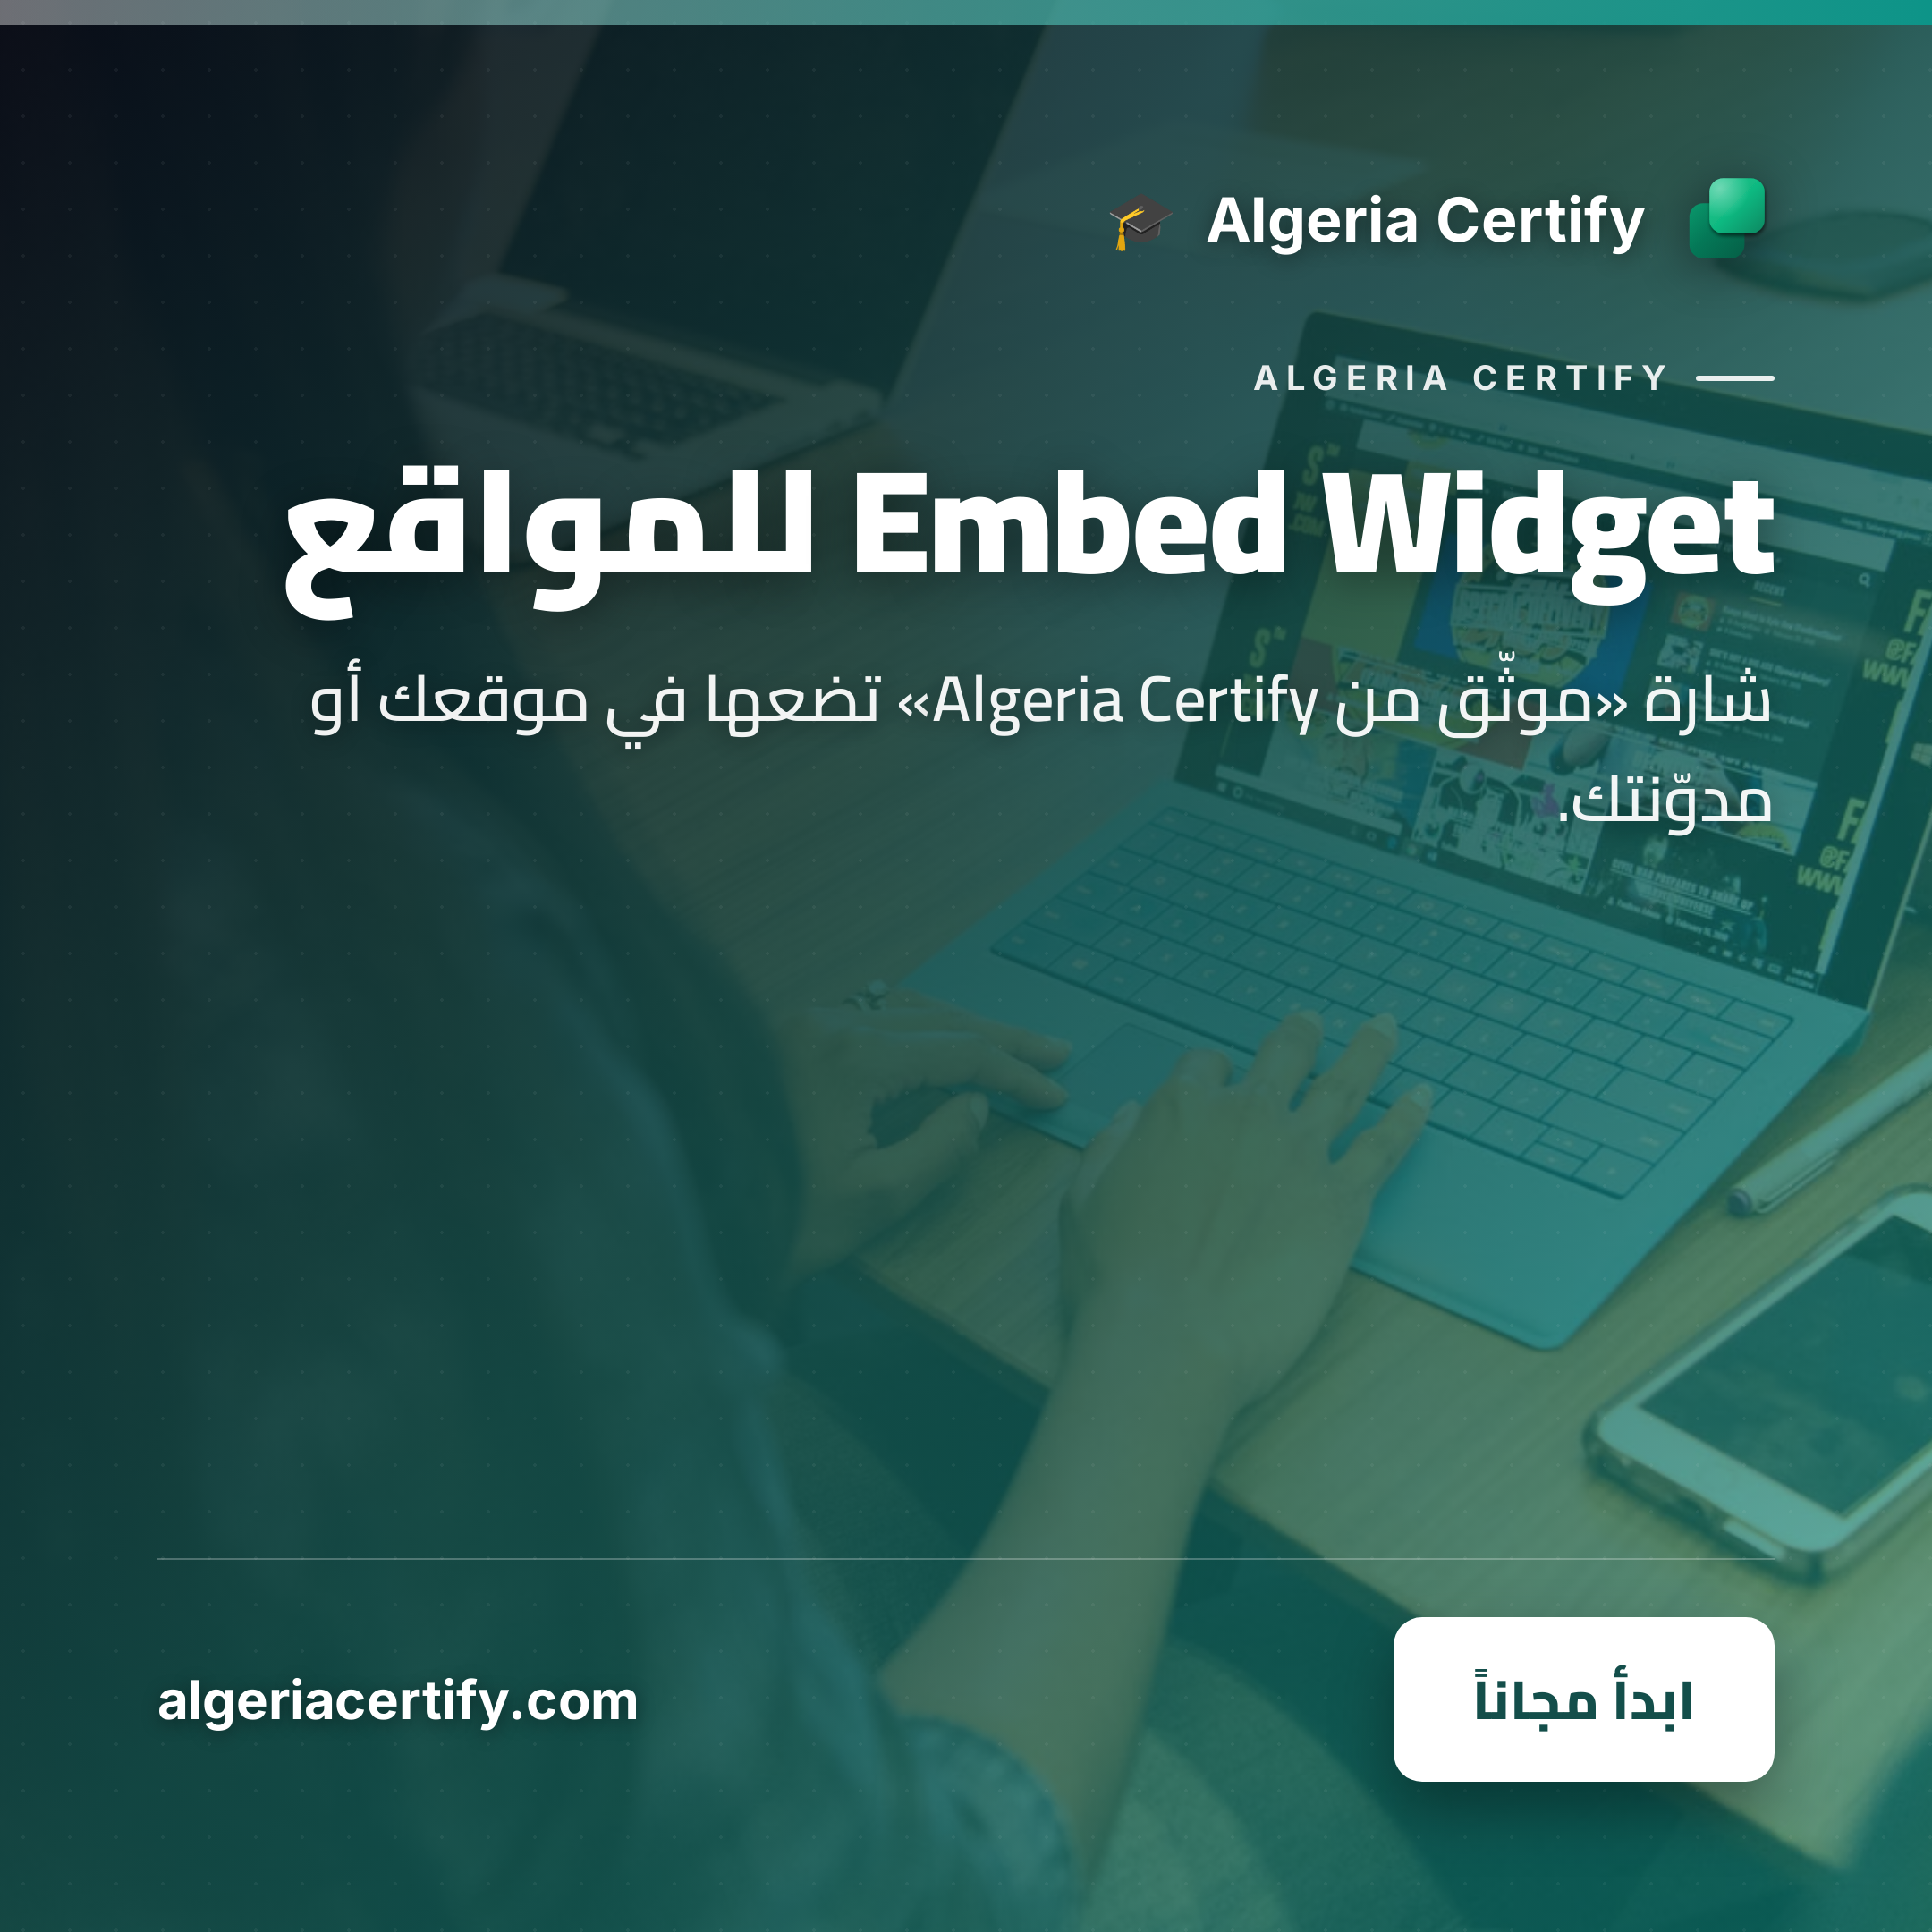 Algeria Certify 🎓
ALGERIA CERTIFY
Embed Widget للمواقع
شارة «موثّق من Algeria Certify» تضعها في موقعك أو
مدوّنتك.
ابدأ مجاناً
algeriacertify.com